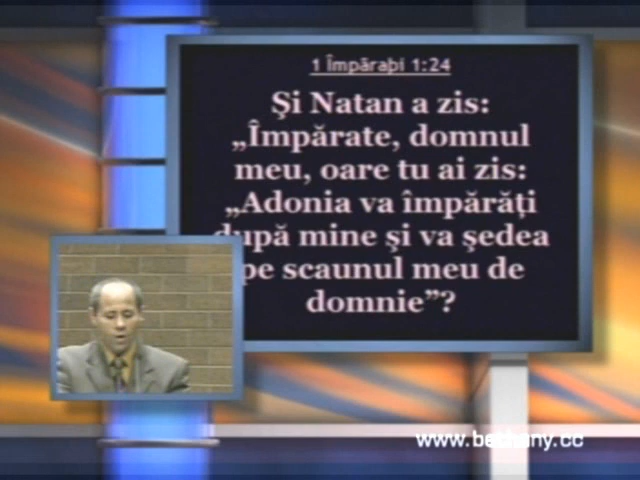 1 Împăraþi 1:24
Şi Natan a zis:
„Împărate, domnul
meu, oare tu ai zis:
„Adonia va împărăţi
după mine şi va şedea
pe scaunul meu de
domnie”?
www.bethany.cc